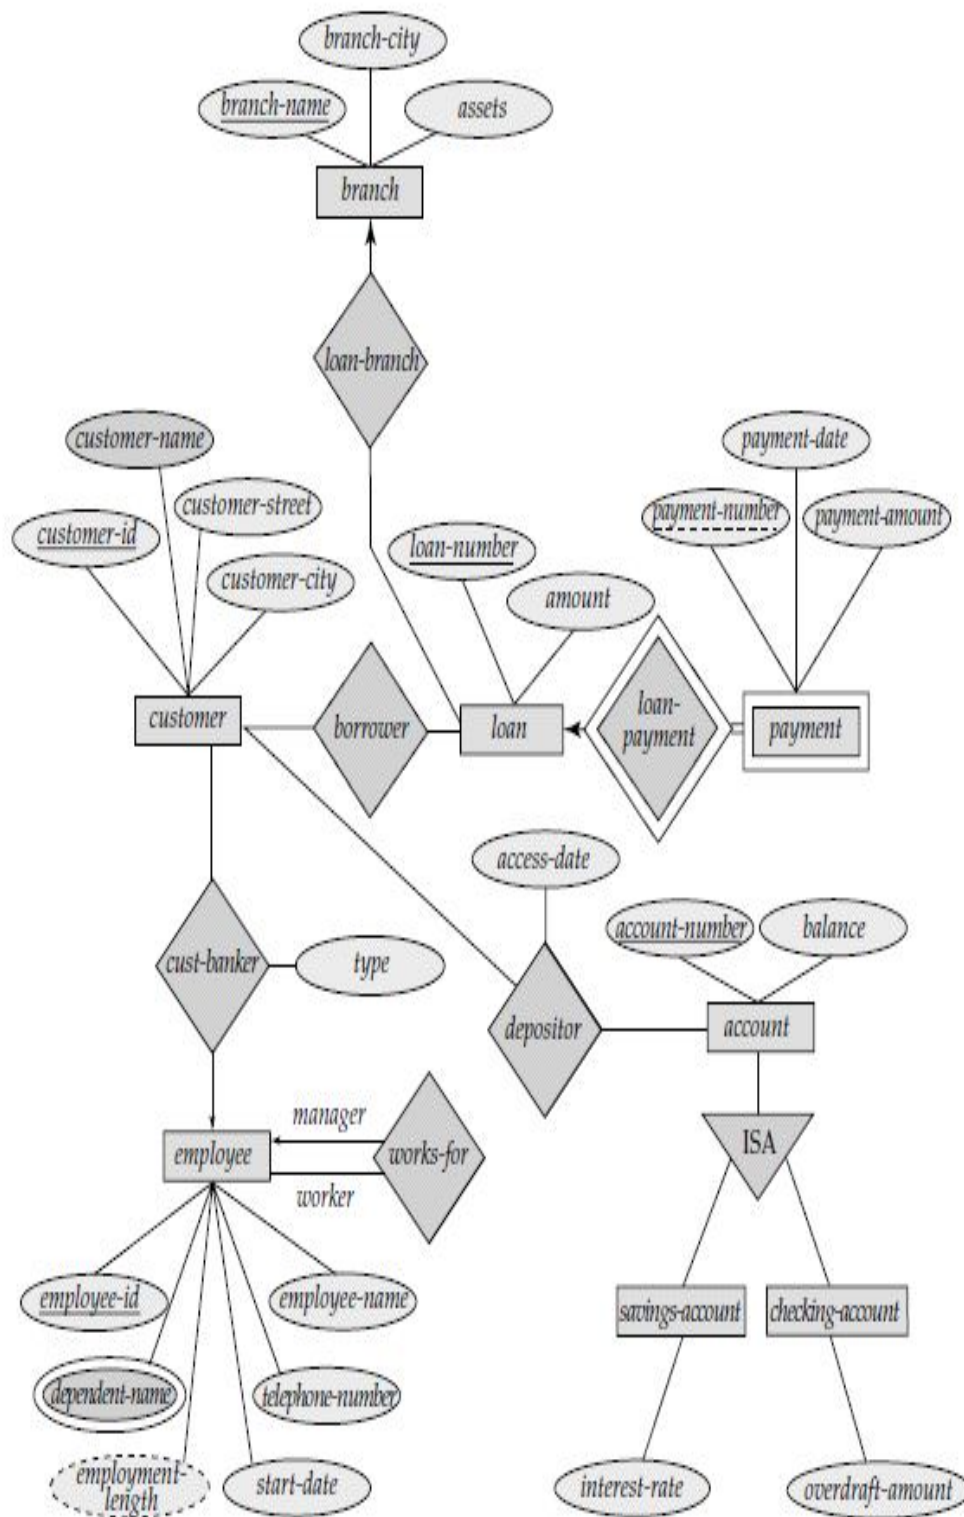 branch-city
branch-name
assets
branch
loan-branch
customer-name
payment-date
customer-street
payment-number
payment-amount
customer-id
loan-number
customer-city
amount
customer
borrower
loan
loan-
payment
payment
access-date
account-number
balance
cust-banker
type
depositor
account
manager
employee
works-for
ISA
worker
employee-id
employee-name
savings-account
checking-account
dependent-name
telephone-number
employment-
length
start-date
interest-rate
overdraft-amount